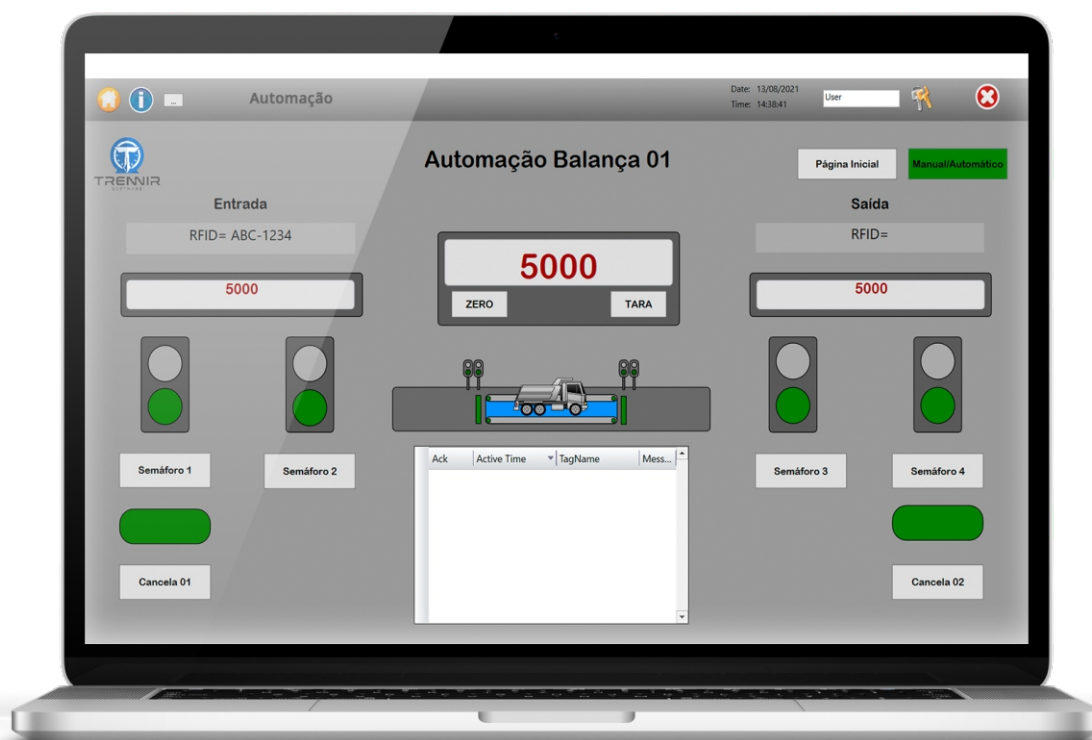 ...
Automação
Date: 13/08/2021
Time: 14:38:41
User
TRENNIR
SOFTWARE
Automação Balança 01
Página Inicial
Manual/Automático
Entrada
Saída
RFID= ABC-1234
RFID=
5000
5000
5000
ZERO
TARA
Semáforo 1
Semáforo 2
Semáforo 3
Semáforo 4
Ack Active Time TagName Mess...
Cancela 01
Cancela 02